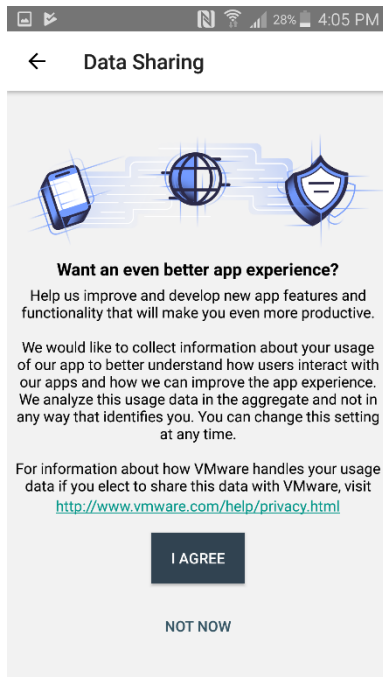 28% 4:05 PM
Data Sharing
Want an even better app experience?
Help us improve and develop new app features and
functionality that will make you even more productive.
We would like to collect information about your usage
of our app to better understand how users interact with
our apps and how we can improve the app experience.
We analyze this usage data in the aggregate and not in
any way that identifies you. You can change this setting
at any time.
For information about how VMware handles your usage
data if you elect to share this data with VMware, visit
http://www.vmware.com/help/privacy.html
I AGREE
NOT NOW